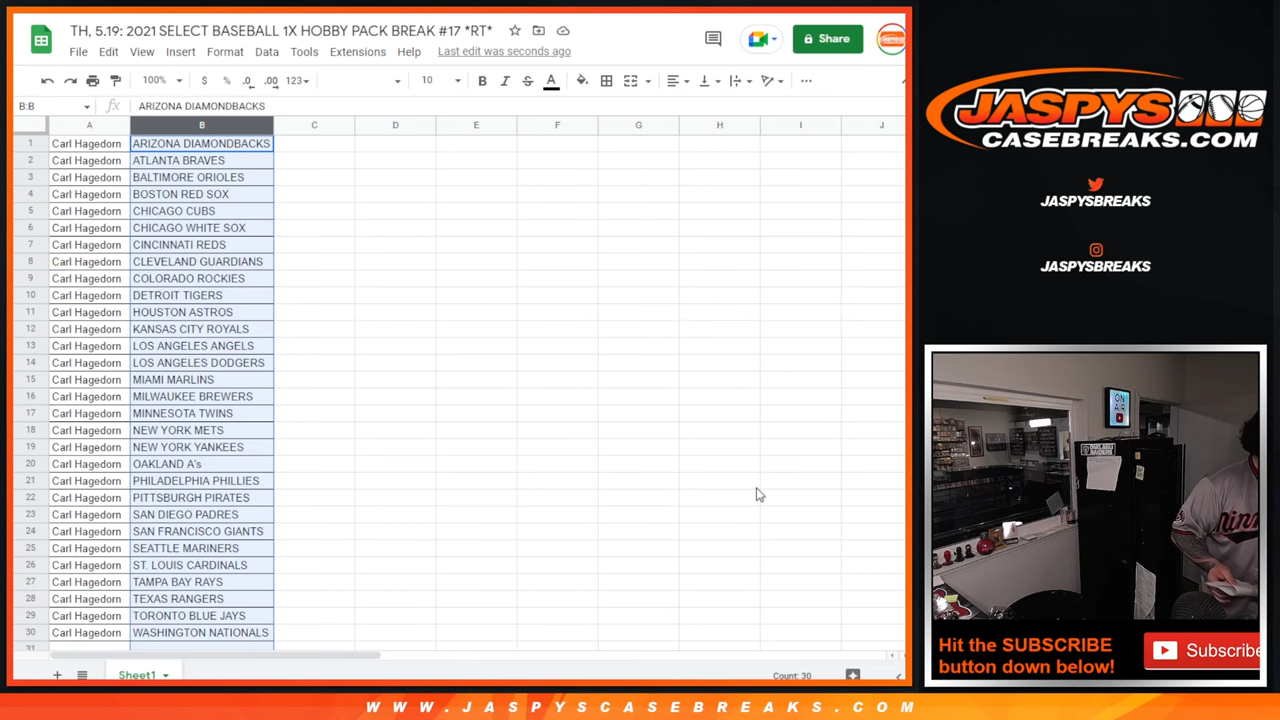 TH, 5.19: 2021 SELECT BASEBALL 1X HOBBY PACK BREAK #17 *RT*
File Edit View Insert Format Data Tools Extensions Help Last edit was seconds ago
Share
100% $ % .0 .00 123 10 B I S A
B:B fx ARIZONA DIAMONDBACKS
A B C D E F G H I J
1 Carl Hagedorn ARIZONA DIAMONDBACKS
2 Carl Hagedorn ATLANTA BRAVES
3 Carl Hagedorn BALTIMORE ORIOLES
4 Carl Hagedorn BOSTON RED SOX
5 Carl Hagedorn CHICAGO CUBS
6 Carl Hagedorn CHICAGO WHITE SOX
7 Carl Hagedorn CINCINNATI REDS
8 Carl Hagedorn CLEVELAND GUARDIANS
9 Carl Hagedorn COLORADO ROCKIES
10 Carl Hagedorn DETROIT TIGERS
11 Carl Hagedorn HOUSTON ASTROS
12 Carl Hagedorn KANSAS CITY ROYALS
13 Carl Hagedorn LOS ANGELES ANGELS
14 Carl Hagedorn LOS ANGELES DODGERS
15 Carl Hagedorn MIAMI MARLINS
16 Carl Hagedorn MILWAUKEE BREWERS
17 Carl Hagedorn MINNESOTA TWINS
18 Carl Hagedorn NEW YORK METS
19 Carl Hagedorn NEW YORK YANKEES
20 Carl Hagedorn OAKLAND A's
21 Carl Hagedorn PHILADELPHIA PHILLIES
22 Carl Hagedorn PITTSBURGH PIRATES
23 Carl Hagedorn SAN DIEGO PADRES
24 Carl Hagedorn SAN FRANCISCO GIANTS
25 Carl Hagedorn SEATTLE MARINERS
26 Carl Hagedorn ST. LOUIS CARDINALS
27 Carl Hagedorn TAMPA BAY RAYS
28 Carl Hagedorn TEXAS RANGERS
29 Carl Hagedorn TORONTO BLUE JAYS
30 Carl Hagedorn WASHINGTON NATIONALS
31
Sheet1
Count: 30
JASPYS
CASEBREAKS.COM
JASPYSBREAKS
JASPYSBREAKS
ON
AIR
Hit the SUBSCRIBE
button down below!
Subscribe
WWW.JASPYSCASEBREAKS.COM